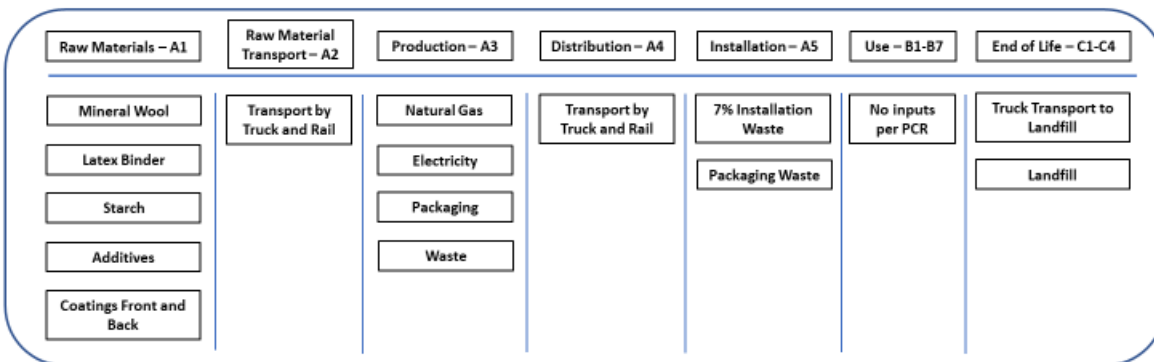 Raw Materials – A1
Raw Material
Transport – A2
Production – A3
Distribution – A4
Installation – A5
Use – B1-B7
End of Life – C1-C4
Mineral Wool
Latex Binder
Starch
Additives
Coatings Front and
Back
Transport by
Truck and Rail
Natural Gas
Electricity
Packaging
Waste
Transport by
Truck and Rail
7% Installation
Waste
Packaging Waste
No inputs
per PCR
Truck Transport to
Landfill
Landfill